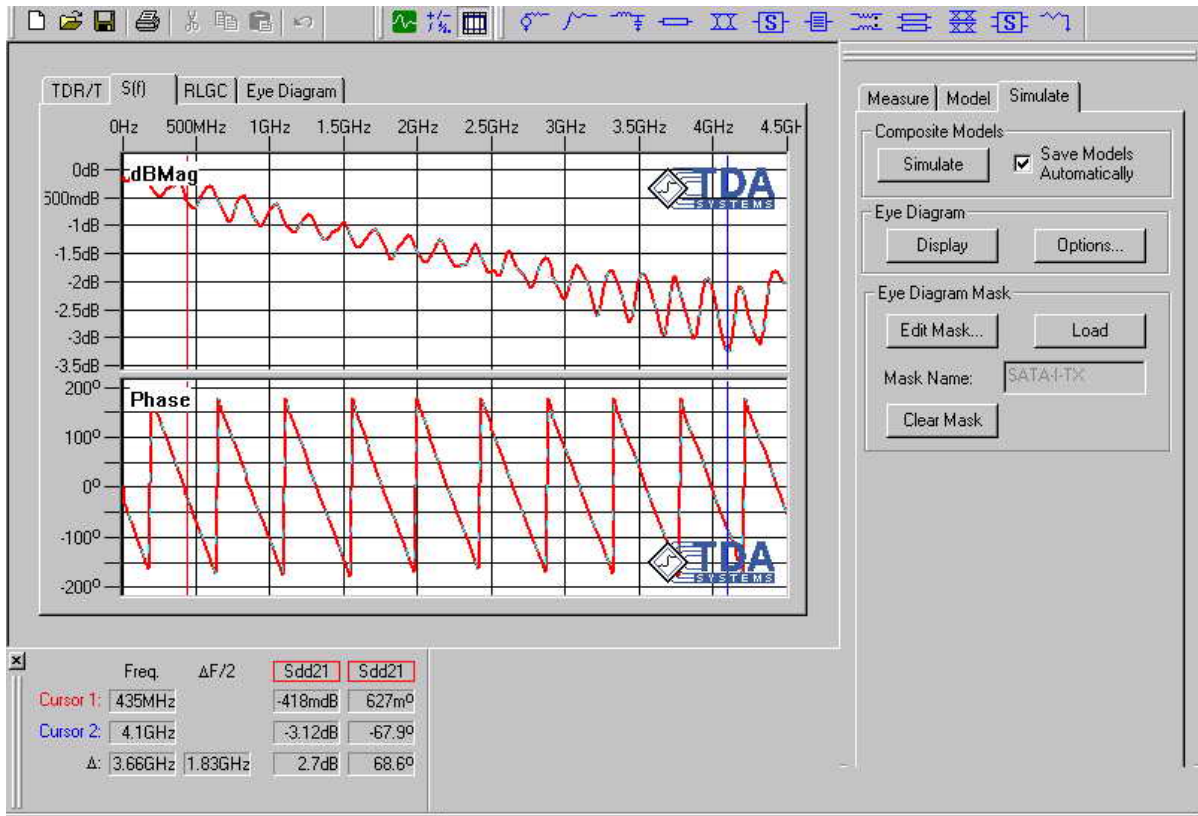 TDR/T S(f) RLGC Eye Diagram
0Hz 500MHz 1GHz 1.5GHz 2GHz 2.5GHz 3GHz 3.5GHz 4GHz 4.5GH
0dB
500mdB
-1dB
-1.5dB
-2dB
-2.5dB
-3dB
-3.5dB
dBMag
TDA
SYSTEMS
200º
100º
0º
-100º
-200º
Phase
TDA
SYSTEMS
Measure Model Simulate
Composite Models
Simulate
Save Models
Automatically
Eye Diagram
Display Options...
Eye Diagram Mask
Edit Mask... Load
Mask Name: SATA-I-TX
Clear Mask
Freq. ΔF/2 Sdd21 Sdd21
Cursor 1: 435MHz -418mdB 627mº
Cursor 2: 4.1GHz -3.12dB -67.9º
Δ: 3.66GHz 1.83GHz 2.7dB 68.6º